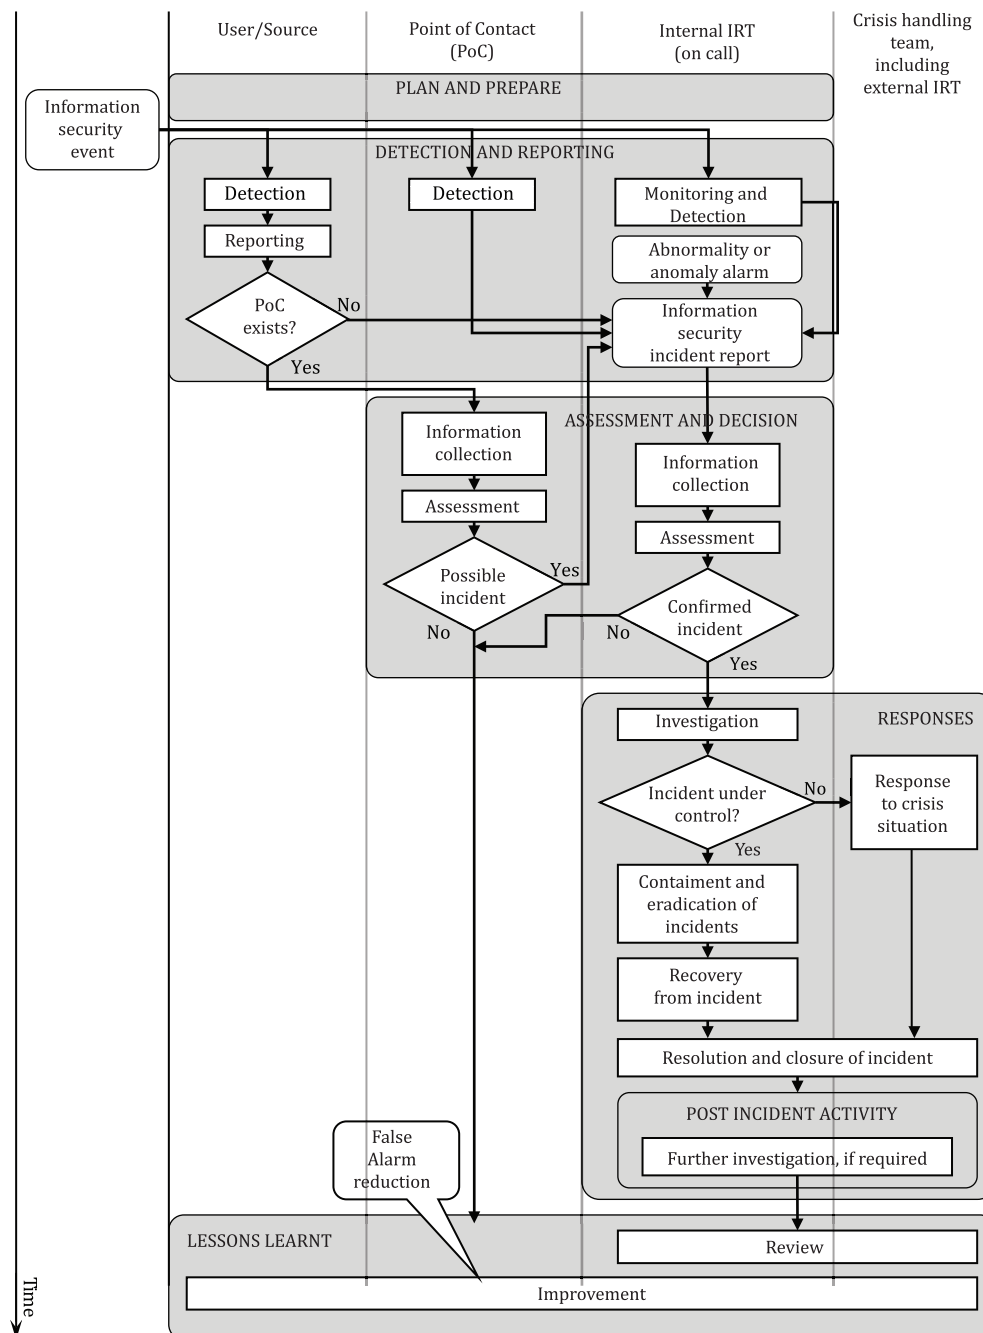 User/Source
Point of Contact
(PoC)
Internal IRT
(on call)
Crisis handling
team,
including
external IRT
PLAN AND PREPARE
Information
security
event
DETECTION AND REPORTING
Detection
Reporting
PoC
exists?
No
Yes
Detection
Monitoring and
Detection
Abnormality or
anomaly alarm
Information
security
incident report
ASSESSMENT AND DECISION
Information
collection
Assessment
Possible
incident
Yes
No
Information
collection
Assessment
Confirmed
incident
No
Yes
RESPONSES
Investigation
Incident under
control?
No
Yes
Response
to crisis
situation
Contaiment and
eradication of
incidents
Recovery
from incident
Resolution and closure of incident
POST INCIDENT ACTIVITY
Further investigation, if required
False
Alarm
reduction
LESSONS LEARNT
Review
Improvement
Time